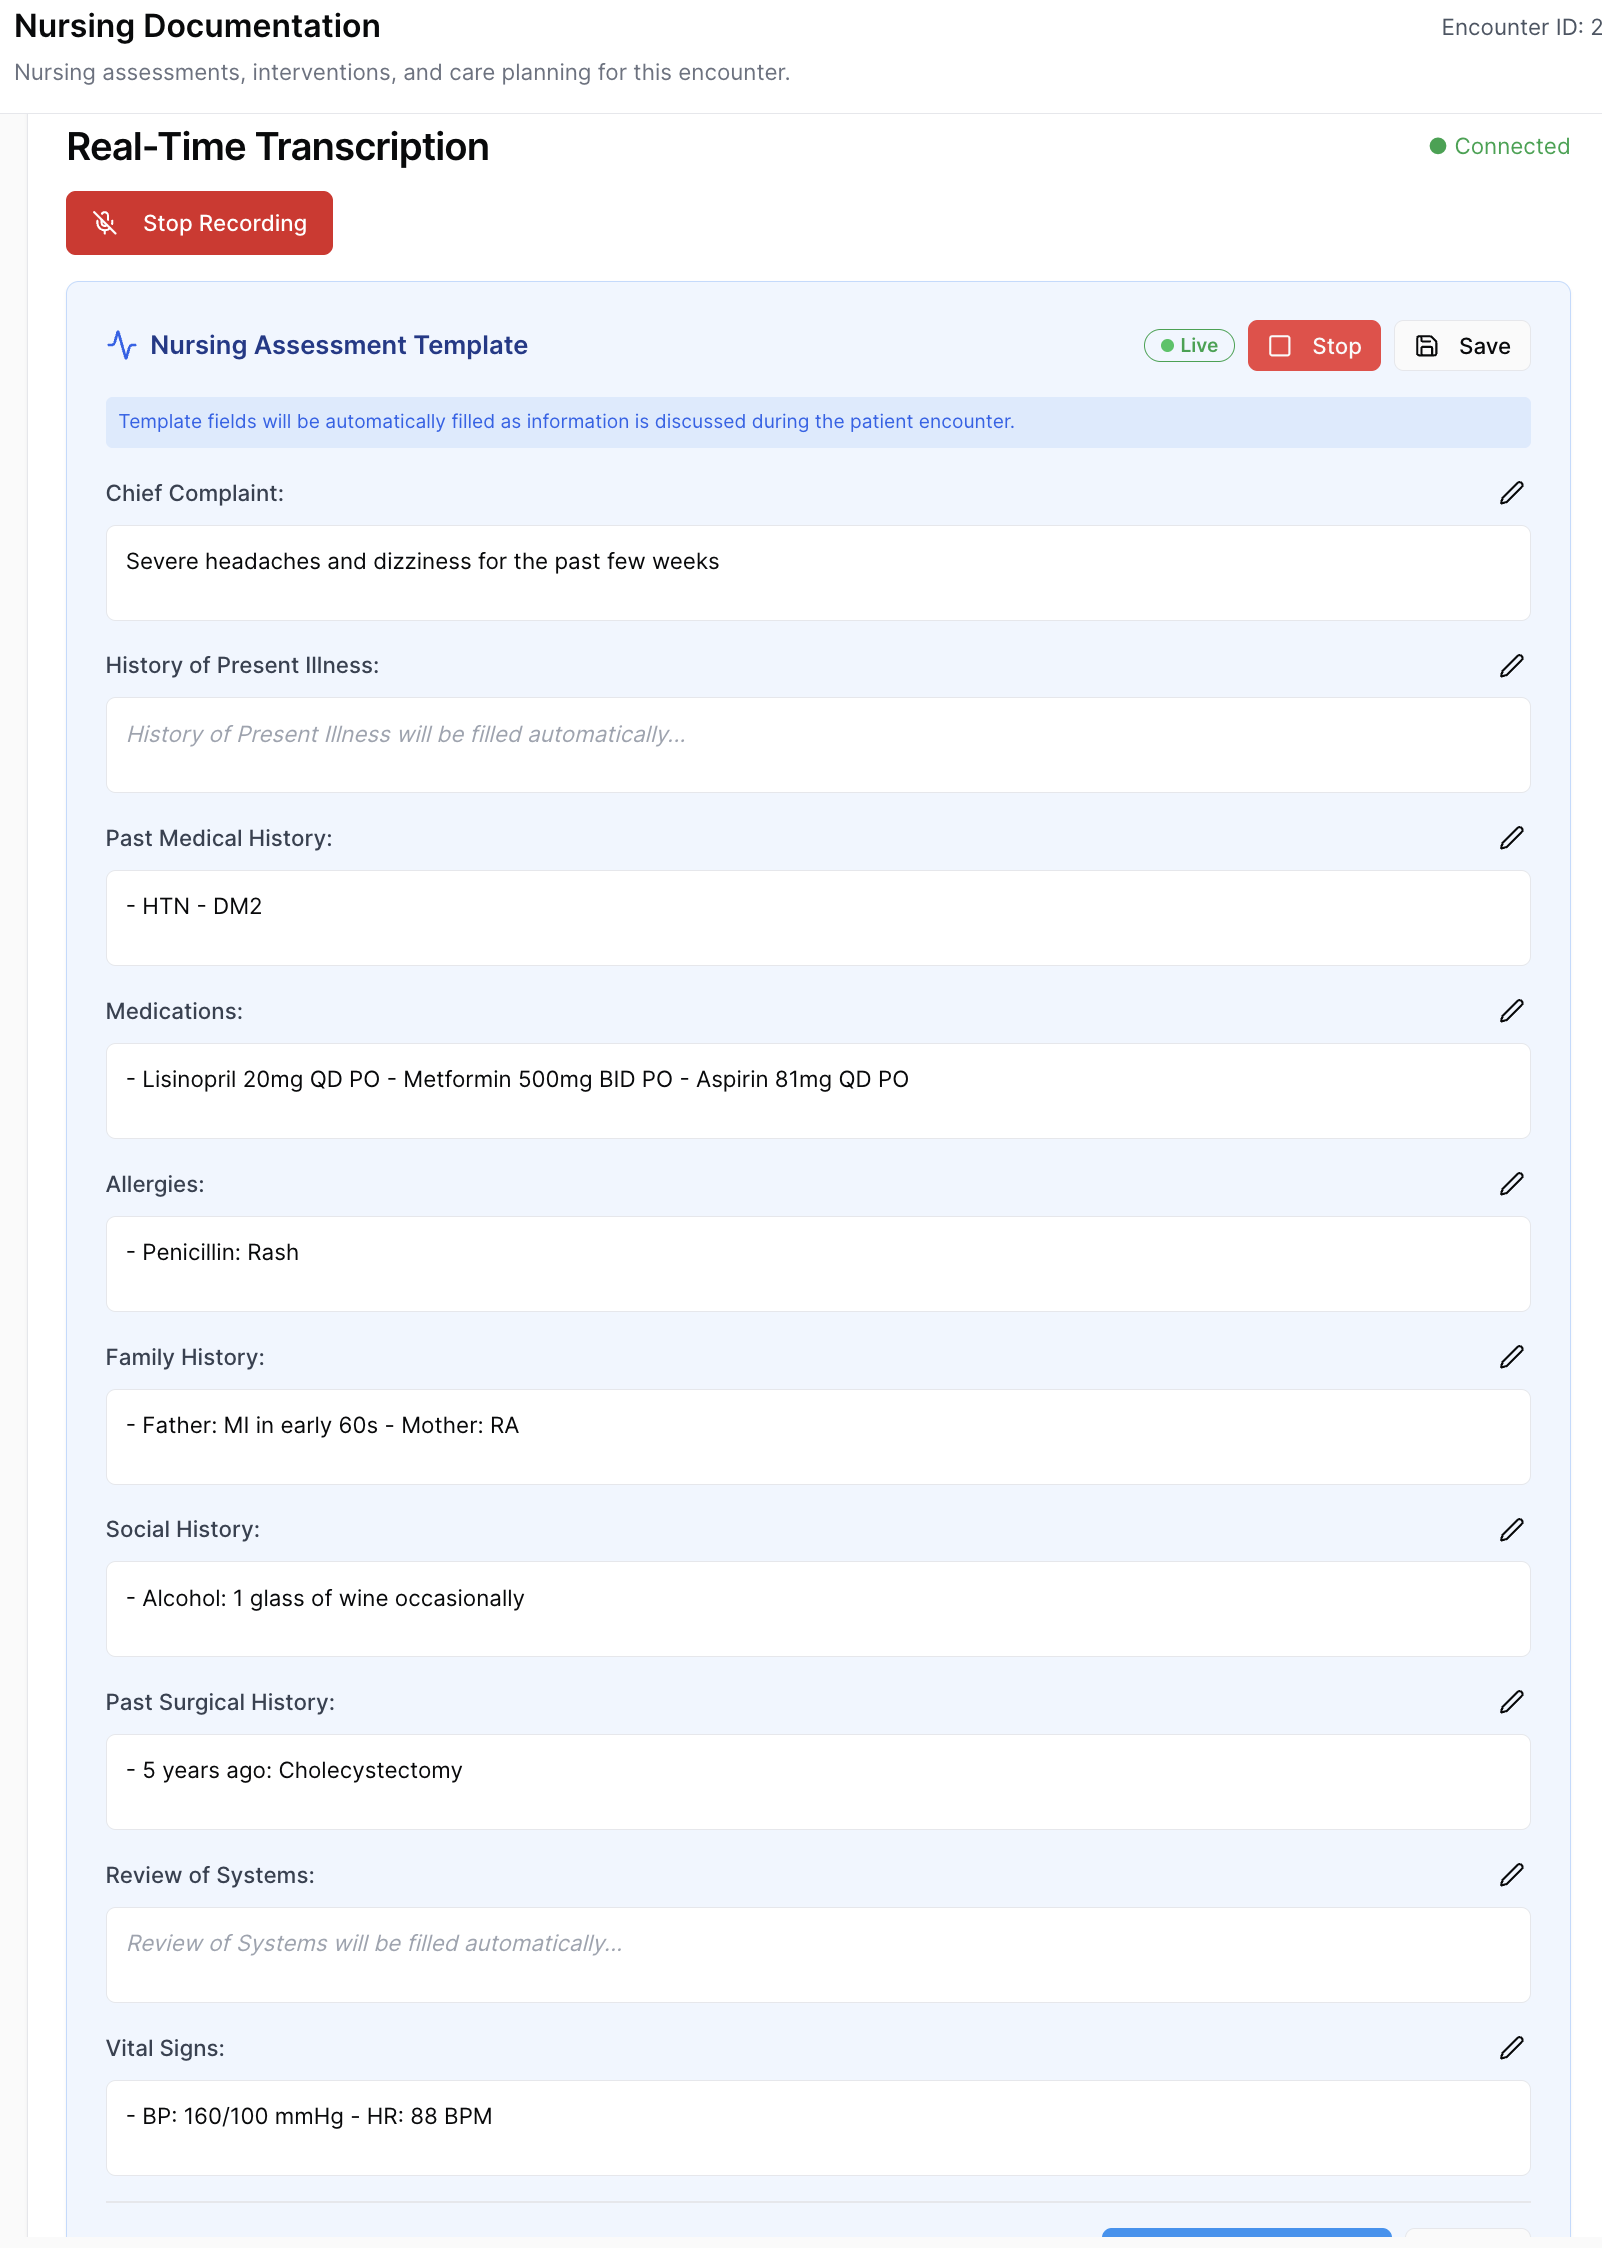 Nursing Documentation
Encounter ID: 2
Nursing assessments, interventions, and care planning for this encounter.
Real-Time Transcription
Connected
Stop Recording
Nursing Assessment Template
Live
Stop
Save
Template fields will be automatically filled as information is discussed during the patient encounter.
Chief Complaint:
Severe headaches and dizziness for the past few weeks
History of Present Illness:
History of Present Illness will be filled automatically...
Past Medical History:
- HTN - DM2
Medications:
- Lisinopril 20mg QD PO - Metformin 500mg BID PO - Aspirin 81mg QD PO
Allergies:
- Penicillin: Rash
Family History:
- Father: MI in early 60s - Mother: RA
Social History:
- Alcohol: 1 glass of wine occasionally
Past Surgical History:
- 5 years ago: Cholecystectomy
Review of Systems:
Review of Systems will be filled automatically...
Vital Signs:
- BP: 160/100 mmHg - HR: 88 BPM